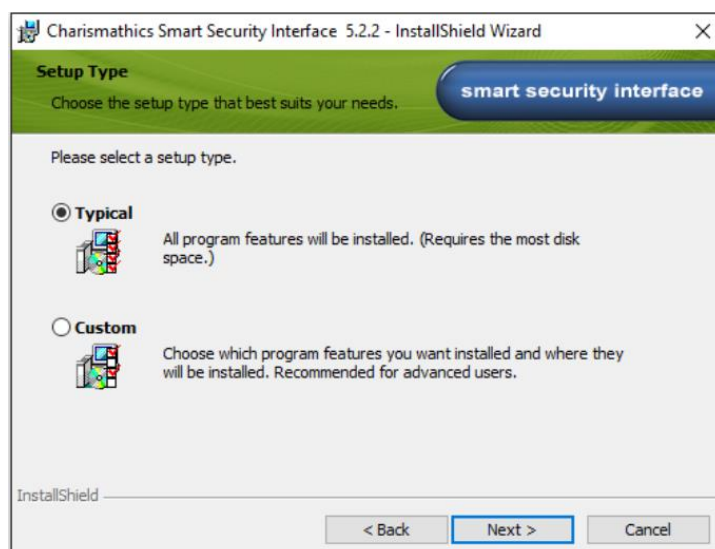 Charismathics Smart Security Interface 5.2.2 - InstallShield Wizard
Setup Type
Choose the setup type that best suits your needs.
smart security interface
Please select a setup type.
Typical
All program features will be installed. (Requires the most disk
space.)
Custom
Choose which program features you want installed and where they
will be installed. Recommended for advanced users.
InstallShield
< Back
Next >
Cancel